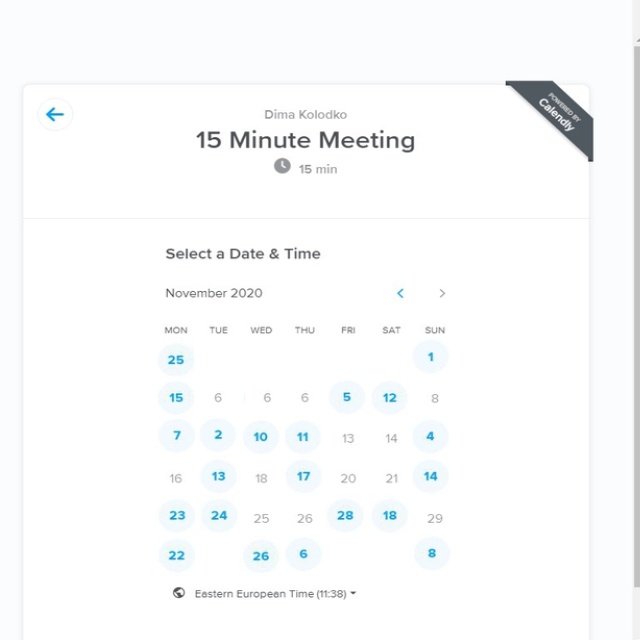 POWERED BY
Calendly
Dima Kolodko
15 Minute Meeting
15 min
Select a Date & Time
November 2020 < >
MON TUE WED THU FRI SAT SUN
25 1
15 6 6 6 5 12 8
7 2 10 11 13 14 4
16 13 18 17 20 21 14
23 24 25 26 28 18 29
22 26 6 8
Eastern European Time (11:38)